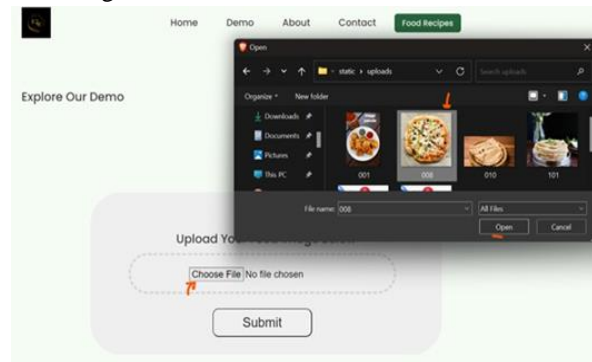 Home Demo About Contact Food Recipes
Open
static › uploads
Search uploads
Organize New folder
Explore Our Demo
Downloads
Documents
Pictures
This PC
001 008 010 101
File name: 008 All Files
Open Cancel
Upload Your
Choose File No file chosen
Submit